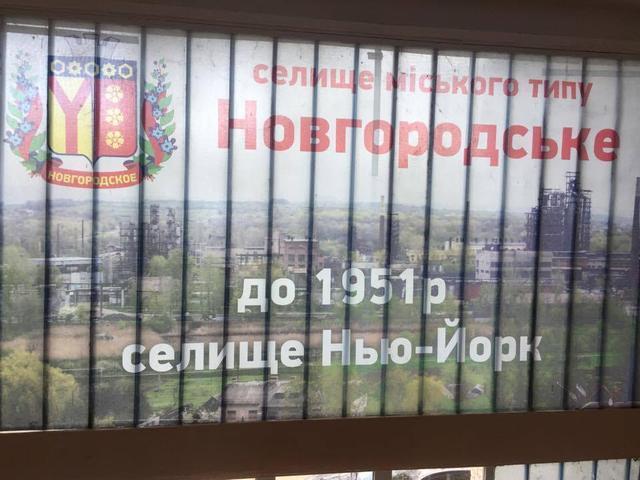 селище міського типу
Новгородське
НОВГОРОДСКОЕ
до 1951р
селище Нью-Йорк